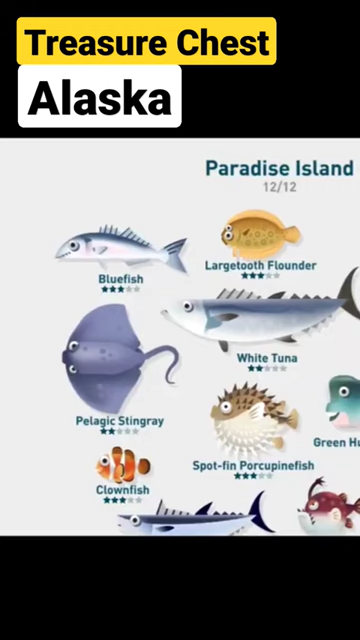 Treasure Chest
Alaska
Paradise Island
12/12
Bluefish
Largetooth Flounder
White Tuna
Pelagic Stingray
Spot-fin Porcupinefish
Green Hu
Clownfish